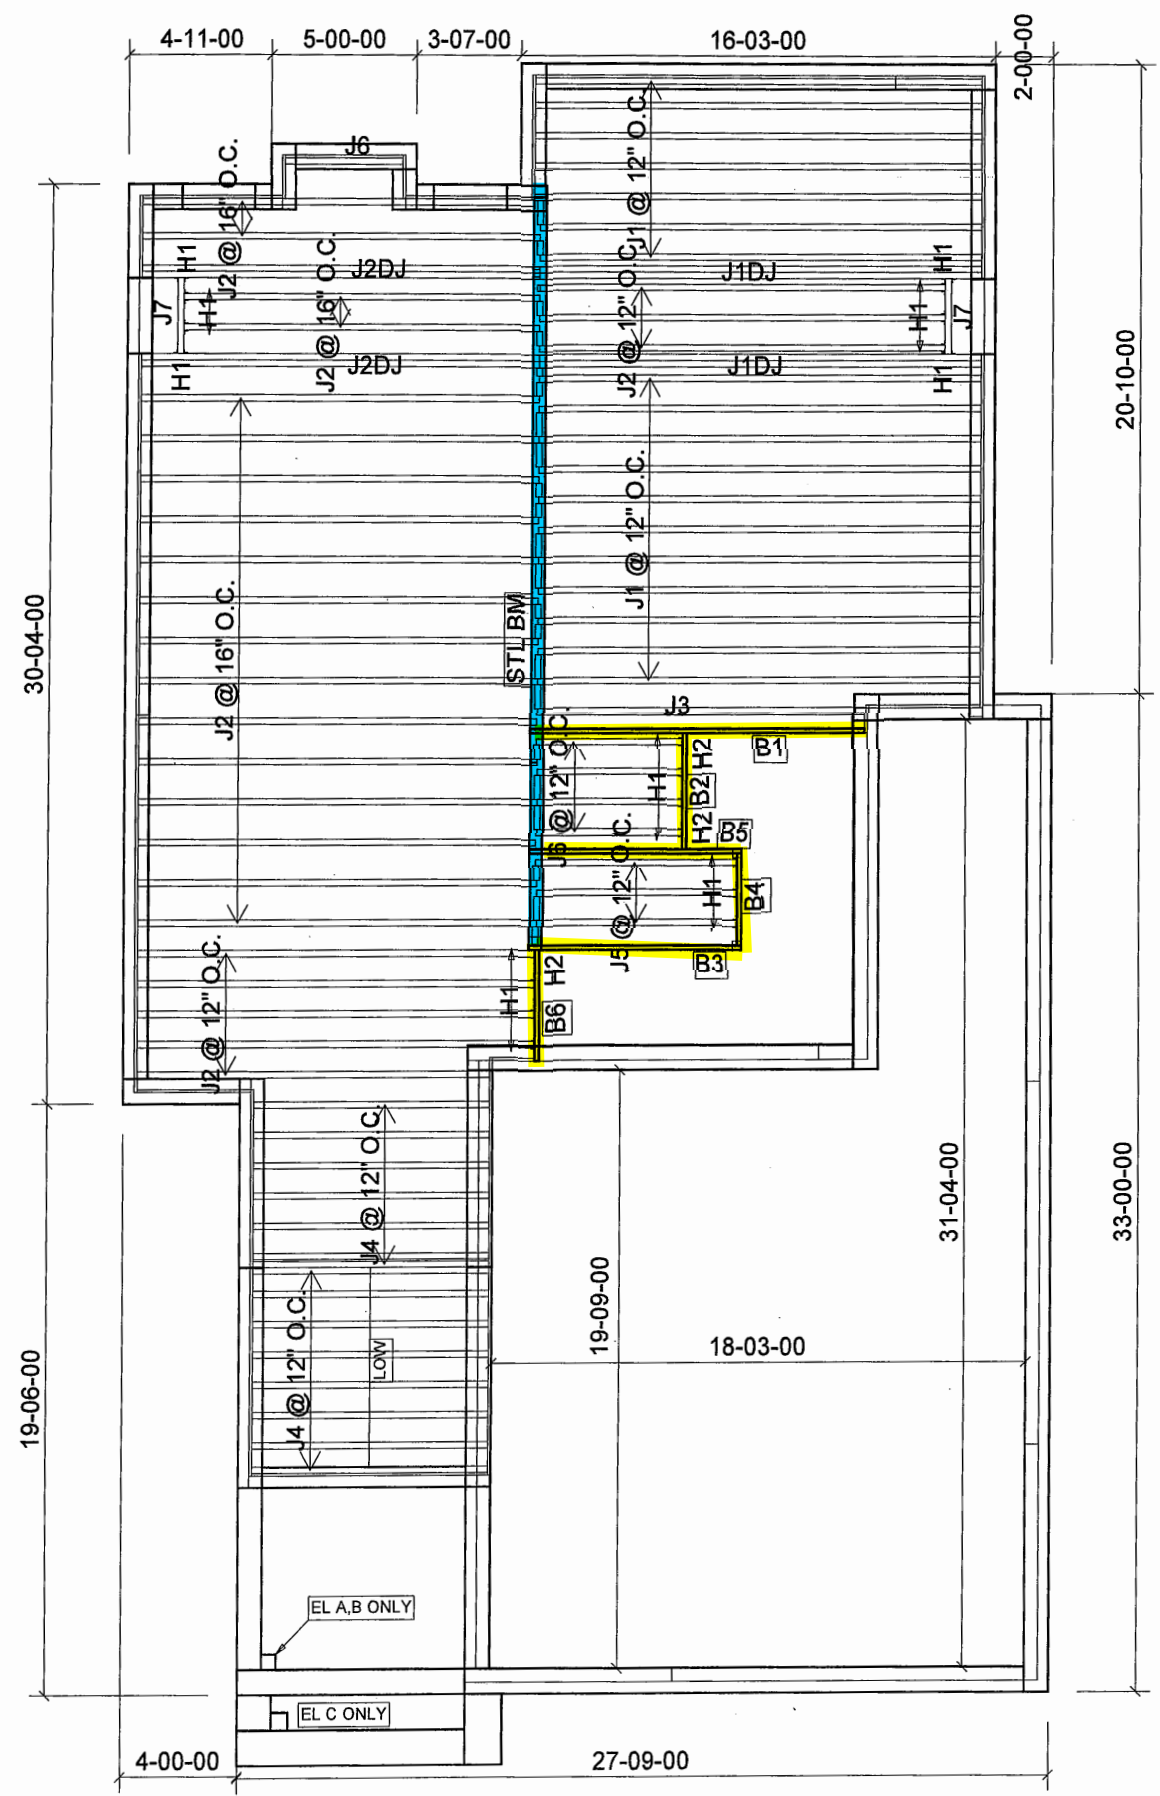 4-11-00
5-00-00
3-07-00
16-03-00
2-00-00
J6
J2 @ 16" O.C.
J1 @ 12" O.C.
H1
J2DJ
J1DJ
H1
J7
H1
J2 @ 16" O.C.
J2 @ 12" O.C.
H1
J7
H1
J2DJ
J1DJ
H1
20-10-00
30-04-00
J2 @ 16" O.C.
STL BM
J1 @ 12" O.C.
J3
B1
J6 @ 12" O.C.
H1
H2
B2
H2
B5
J5 @ 12" O.C.
H1
B4
B3
J2 @ 12" O.C.
H1
H2
B6
J4 @ 12" O.C.
J4 @ 12" O.C.
LOW
19-09-00
18-03-00
31-04-00
33-00-00
19-06-00
EL A,B ONLY
EL C ONLY
4-00-00
27-09-00